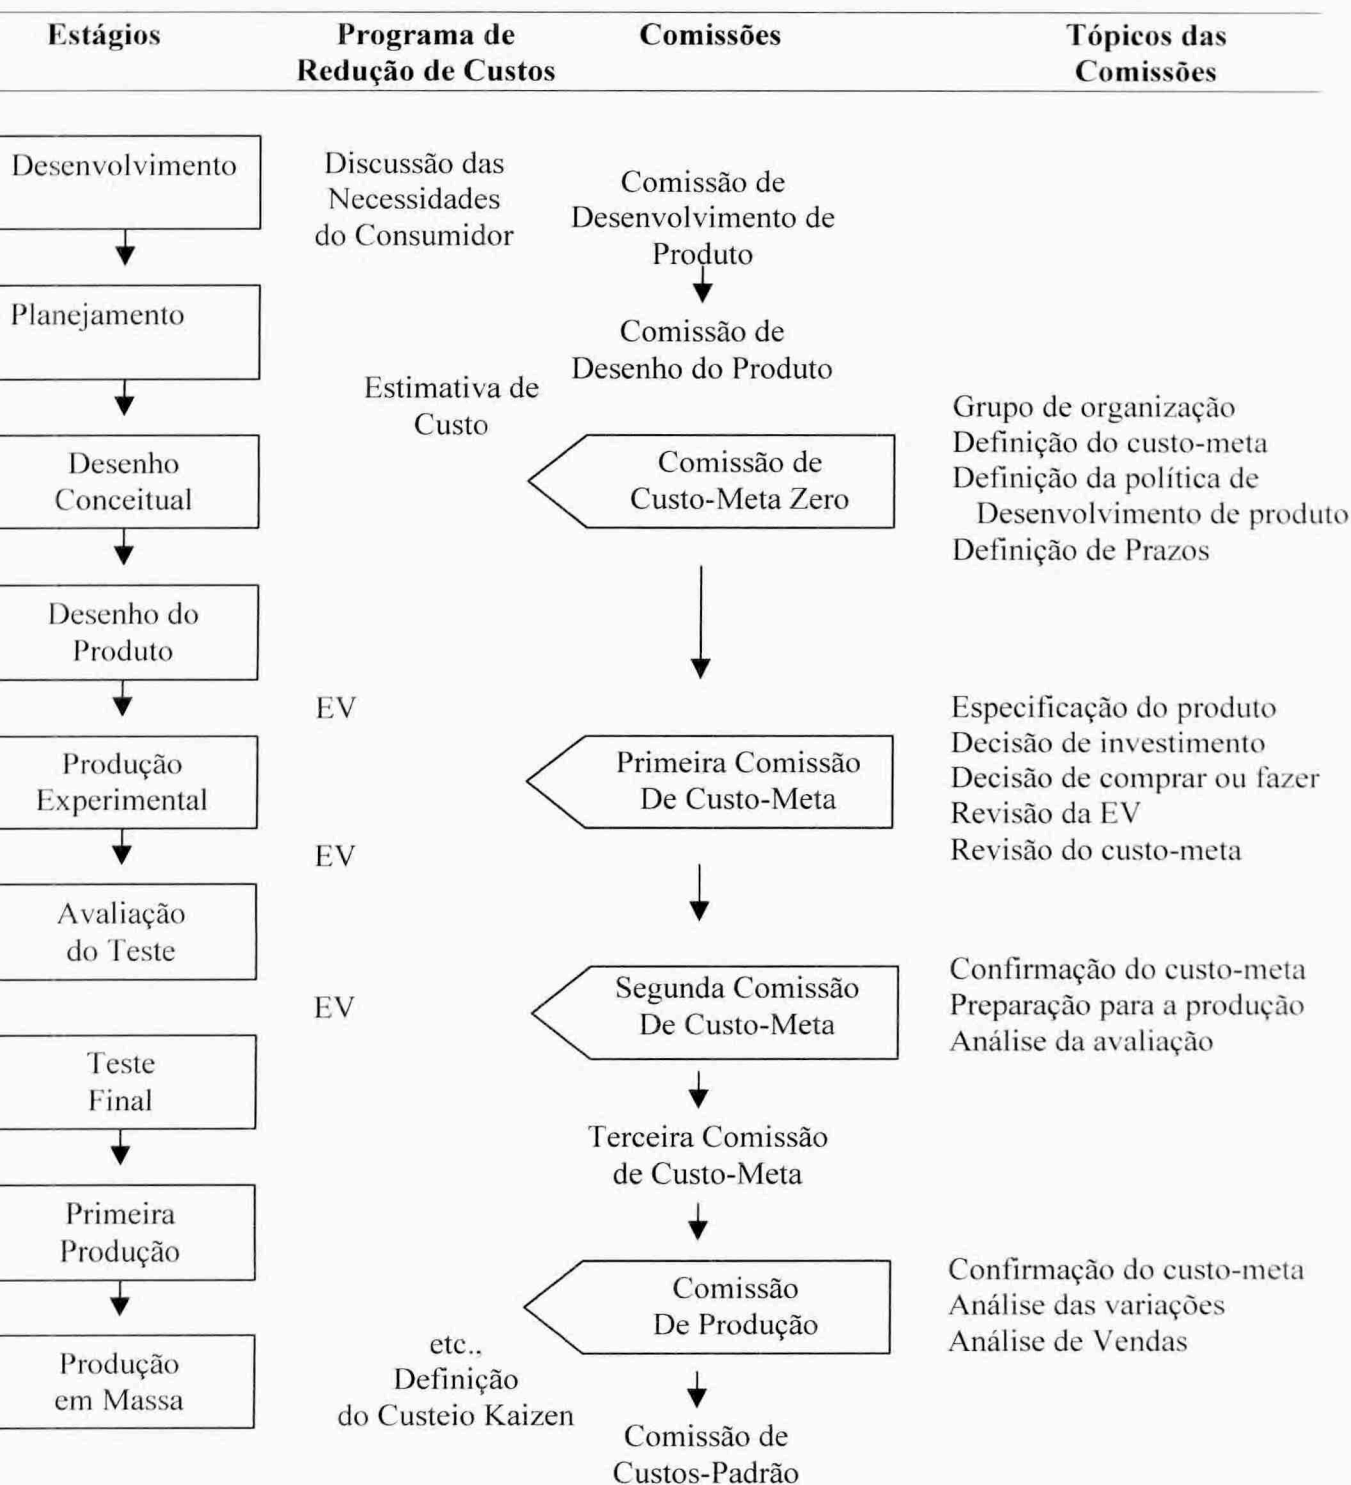 Estágios
Programa de
Redução de Custos
Comissões
Tópicos das
Comissões
Desenvolvimento
Discussão das
Necessidades
do Consumidor
Comissão de
Desenvolvimento de
Produto
Planejamento
Comissão de
Desenho do Produto
Estimativa de
Custo
Desenho
Conceitual
Comissão de
Custo-Meta Zero
Grupo de organização
Definição do custo-meta
Definição da política de
Desenvolvimento de produto
Definição de Prazos
Desenho do
Produto
EV
Produção
Experimental
Primeira Comissão
De Custo-Meta
Especificação do produto
Decisão de investimento
Decisão de comprar ou fazer
Revisão da EV
Revisão do custo-meta
EV
Avaliação
do Teste
EV
Segunda Comissão
De Custo-Meta
Confirmação do custo-meta
Preparação para a produção
Análise da avaliação
Teste
Final
Terceira Comissão
de Custo-Meta
Primeira
Produção
Comissão
De Produção
Confirmação do custo-meta
Análise das variações
Análise de Vendas
Produção
em Massa
etc.,
Definição
do Custeio Kaizen
Comissão de
Custos-Padrão